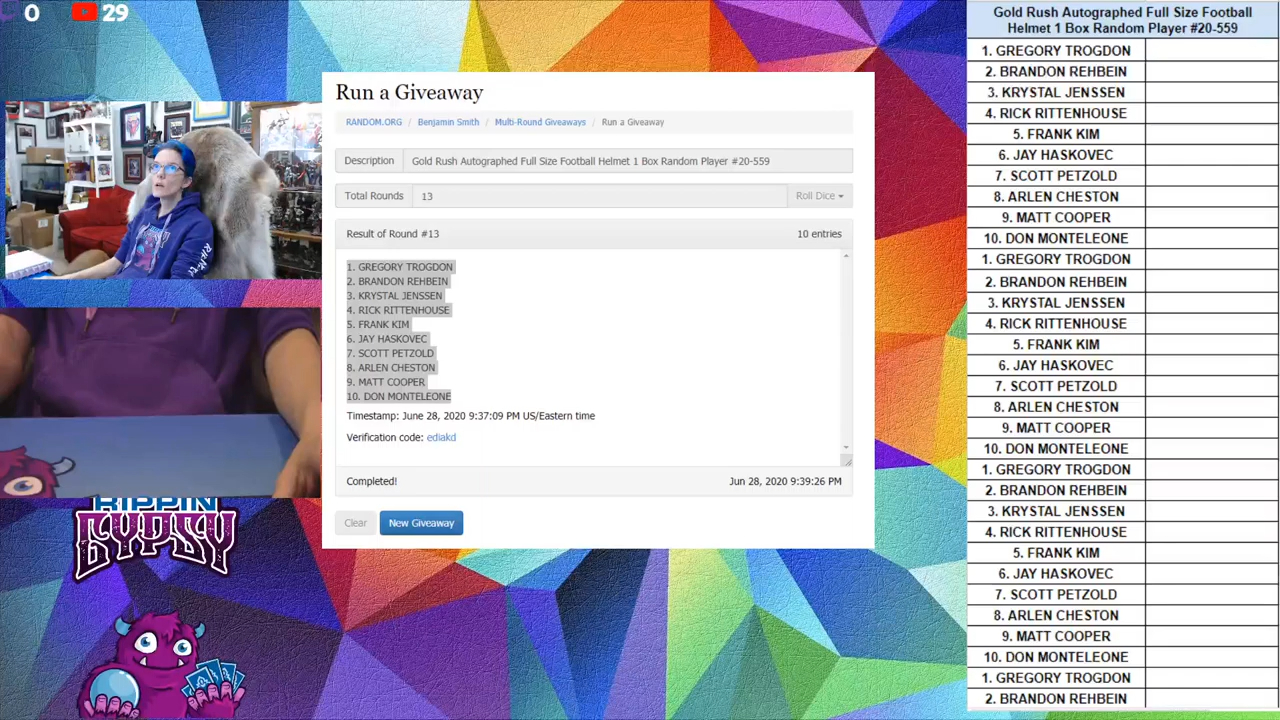 0 29
Run a Giveaway
RANDOM.ORG / Benjamin Smith / Multi-Round Giveaways / Run a Giveaway
Description Gold Rush Autographed Full Size Football Helmet 1 Box Random Player #20-559
Total Rounds 13 Roll Dice
Result of Round #13 10 entries
1. GREGORY TROGDON
2. BRANDON REHBEIN
3. KRYSTAL JENSSEN
4. RICK RITTENHOUSE
5. FRANK KIM
6. JAY HASKOVEC
7. SCOTT PETZOLD
8. ARLEN CHESTON
9. MATT COOPER
10. DON MONTELEONE
Timestamp: June 28, 2020 9:37:09 PM US/Eastern time
Verification code: ediakd
Completed! Jun 28, 2020 9:39:26 PM
Clear New Giveaway
RIPPIN
GYPSY
Gold Rush Autographed Full Size Football
Helmet 1 Box Random Player #20-559
1. GREGORY TROGDON
2. BRANDON REHBEIN
3. KRYSTAL JENSSEN
4. RICK RITTENHOUSE
5. FRANK KIM
6. JAY HASKOVEC
7. SCOTT PETZOLD
8. ARLEN CHESTON
9. MATT COOPER
10. DON MONTELEONE
1. GREGORY TROGDON
2. BRANDON REHBEIN
3. KRYSTAL JENSSEN
4. RICK RITTENHOUSE
5. FRANK KIM
6. JAY HASKOVEC
7. SCOTT PETZOLD
8. ARLEN CHESTON
9. MATT COOPER
10. DON MONTELEONE
1. GREGORY TROGDON
2. BRANDON REHBEIN
3. KRYSTAL JENSSEN
4. RICK RITTENHOUSE
5. FRANK KIM
6. JAY HASKOVEC
7. SCOTT PETZOLD
8. ARLEN CHESTON
9. MATT COOPER
10. DON MONTELEONE
1. GREGORY TROGDON
2. BRANDON REHBEIN